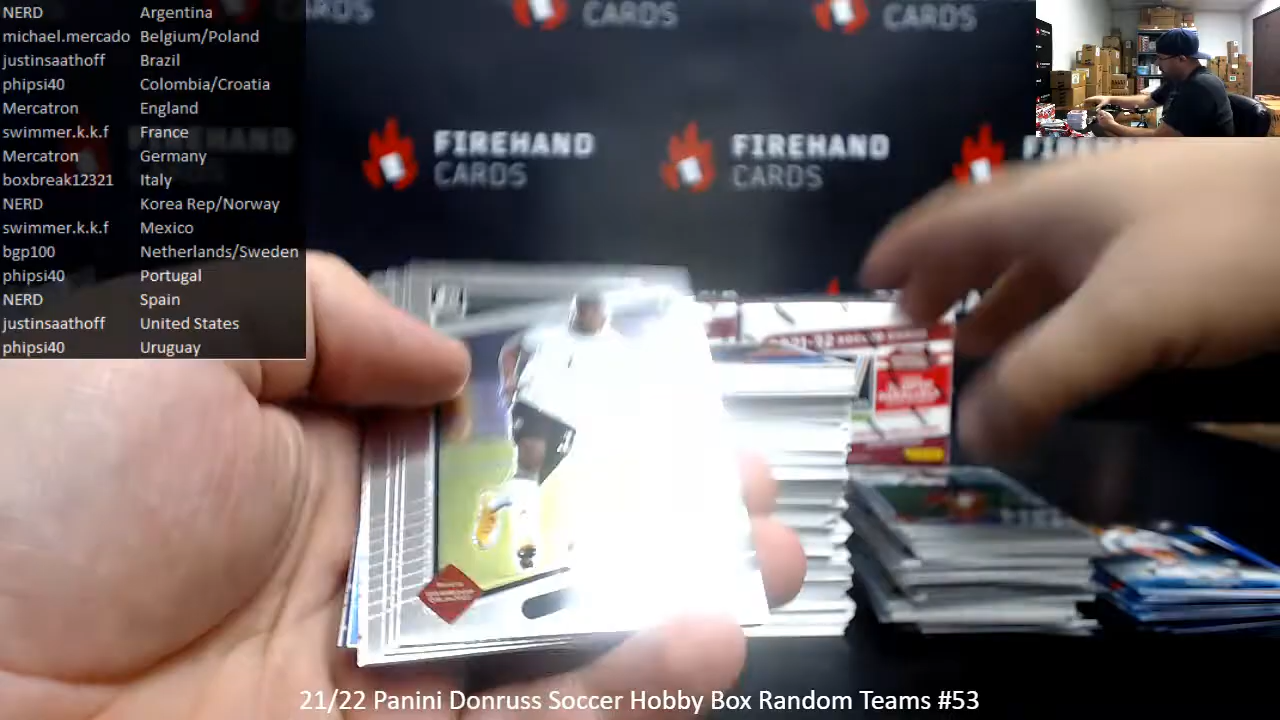 NERD Argentina
michael.mercado Belgium/Poland
justinsaathoff Brazil
phipsi40 Colombia/Croatia
Mercatron England
swimmer.k.k.f France
Mercatron Germany
boxbreak12321 Italy
NERD Korea Rep/Norway
swimmer.k.k.f Mexico
bgp100 Netherlands/Sweden
phipsi40 Portugal
NERD Spain
justinsaathoff United States
phipsi40 Uruguay
CARDS
CARDS
FIREHAND
CARDS
FIREHAND
CARDS
21/22 Panini Donruss Soccer Hobby Box Random Teams #53